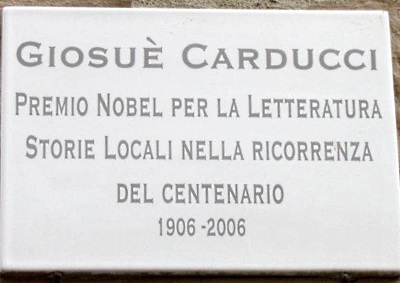 Giosuè Carducci
Premio Nobel per la Letteratura
Storie Locali nella ricorrenza
del centenario
1906 -2006